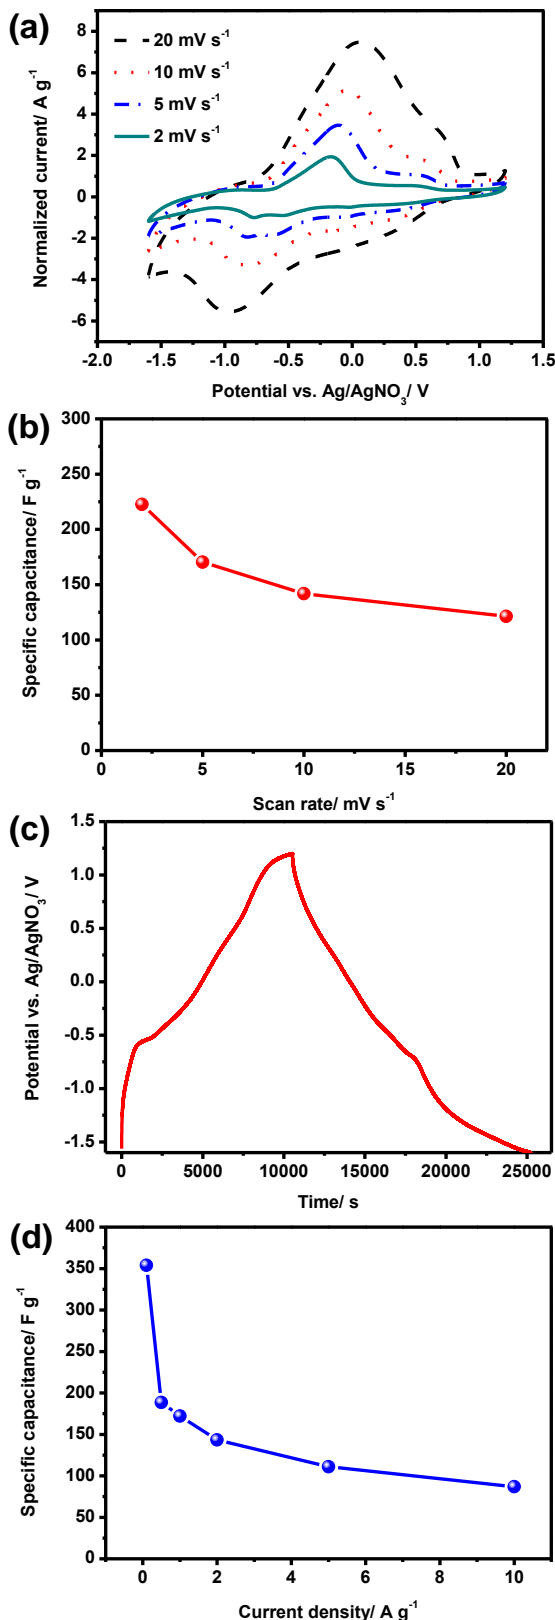 (a)
20 mV s⁻¹
10 mV s⁻¹
5 mV s⁻¹
2 mV s⁻¹
Normalized current/ A g⁻¹
8
6
4
2
0
-2
-4
-6
-2.0 -1.5 -1.0 -0.5 0.0 0.5 1.0 1.5
Potential vs. Ag/AgNO₃/ V
(b)
Specific capacitance/ F g⁻¹
300
250
200
150
100
50
0
0 5 10 15 20
Scan rate/ mV s⁻¹
(c)
Potential vs. Ag/AgNO₃/ V
1.5
1.0
0.5
0.0
-0.5
-1.0
-1.5
0 5000 10000 15000 20000 25000
Time/ s
(d)
Specific capacitance/ F g⁻¹
400
350
300
250
200
150
100
50
0
0 2 4 6 8 10
Current density/ A g⁻¹